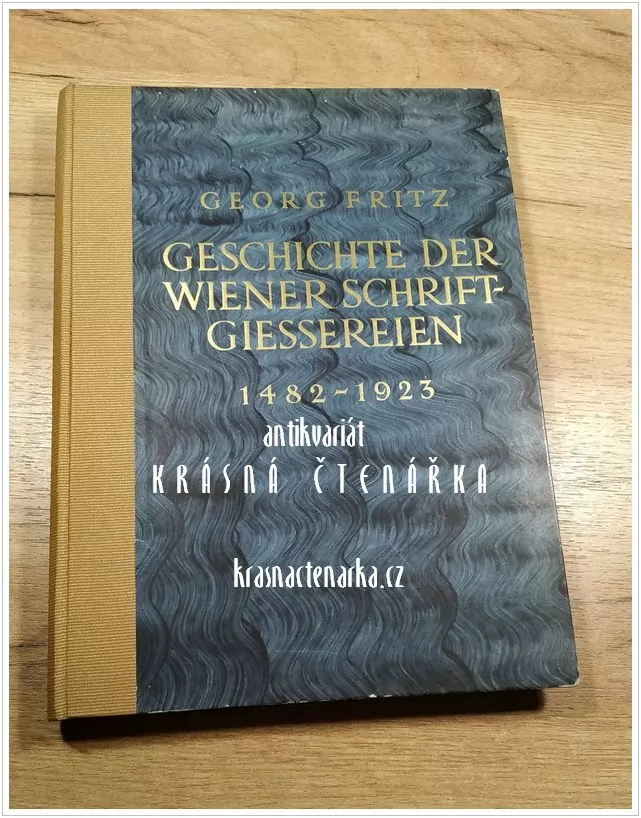 GEORG FRITZ
GESCHICHTE DER
WIENER SCHRIFT-
GIESSEREIEN
1482-1923
antikvariát
KRÁSNÁ ČTENÁŘKA
krasnactenarka.cz